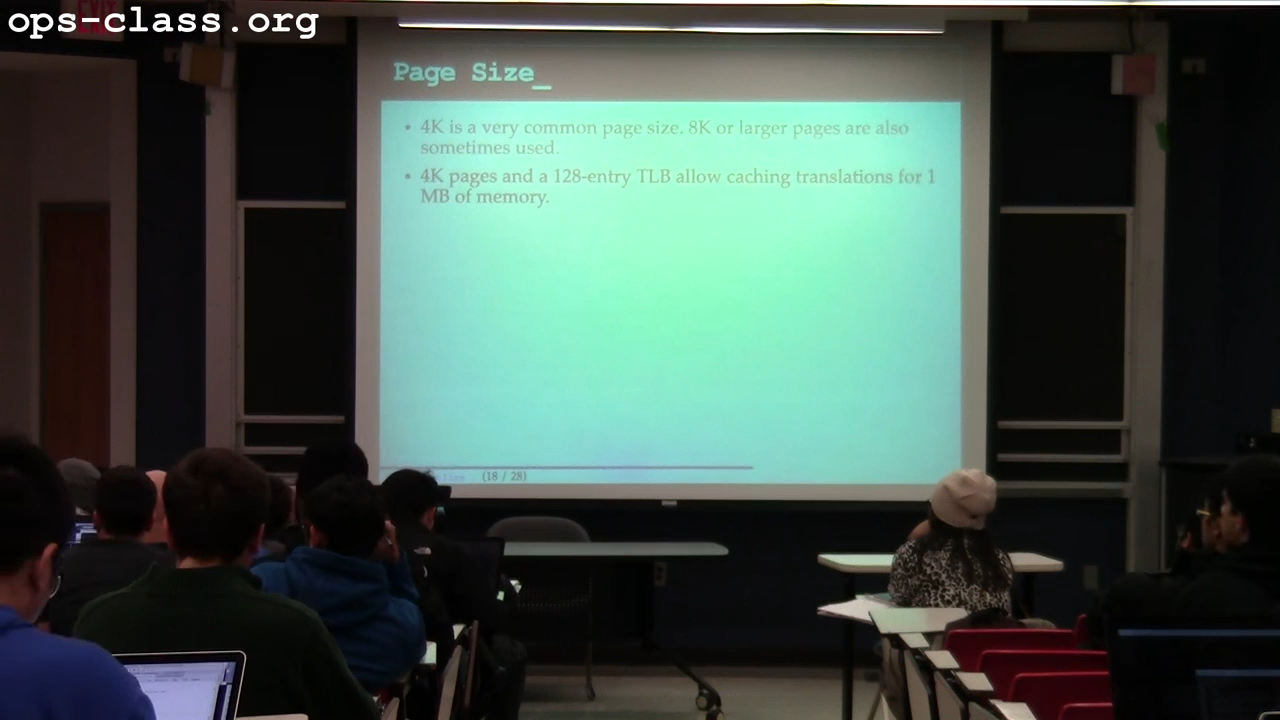 ops-class.org
EXIT
Page Size_
• 4K is a very common page size. 8K or larger pages are also
sometimes used.
• 4K pages and a 128-entry TLB allow caching translations for 1
MB of memory.
(18 / 28)